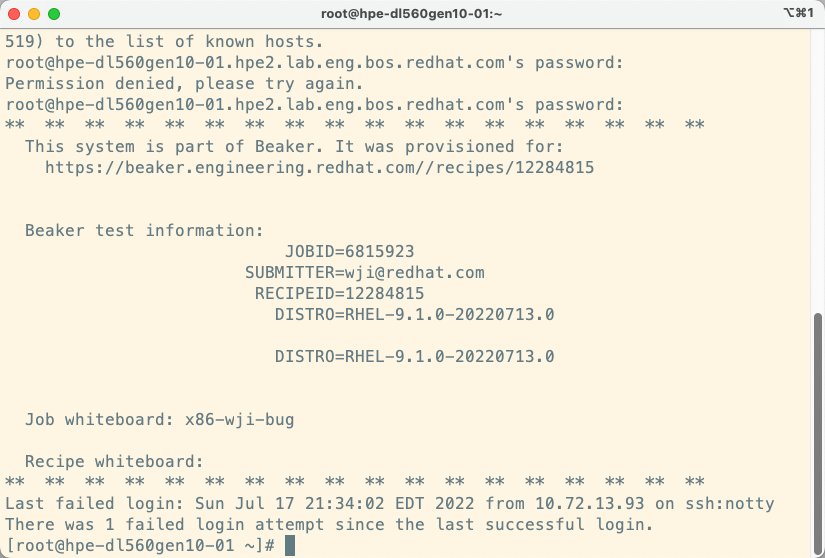 root@hpe-dl560gen10-01:~
⌥⌘1
519) to the list of known hosts.
root@hpe-dl560gen10-01.hpe2.lab.eng.bos.redhat.com's password:
Permission denied, please try again.
root@hpe-dl560gen10-01.hpe2.lab.eng.bos.redhat.com's password:
**  **  **  **  **  **  **  **  **  **  **  **  **  **  **  **  **  **
  This system is part of Beaker. It was provisioned for:
    https://beaker.engineering.redhat.com//recipes/12284815
  Beaker test information:
                            JOBID=6815923
                        SUBMITTER=wji@redhat.com
                         RECIPEID=12284815
                           DISTRO=RHEL-9.1.0-20220713.0
                           DISTRO=RHEL-9.1.0-20220713.0
  Job whiteboard: x86-wji-bug
  Recipe whiteboard:
**  **  **  **  **  **  **  **  **  **  **  **  **  **  **  **  **  **
Last failed login: Sun Jul 17 21:34:02 EDT 2022 from 10.72.13.93 on ssh:notty
There was 1 failed login attempt since the last successful login.
[root@hpe-dl560gen10-01 ~]#